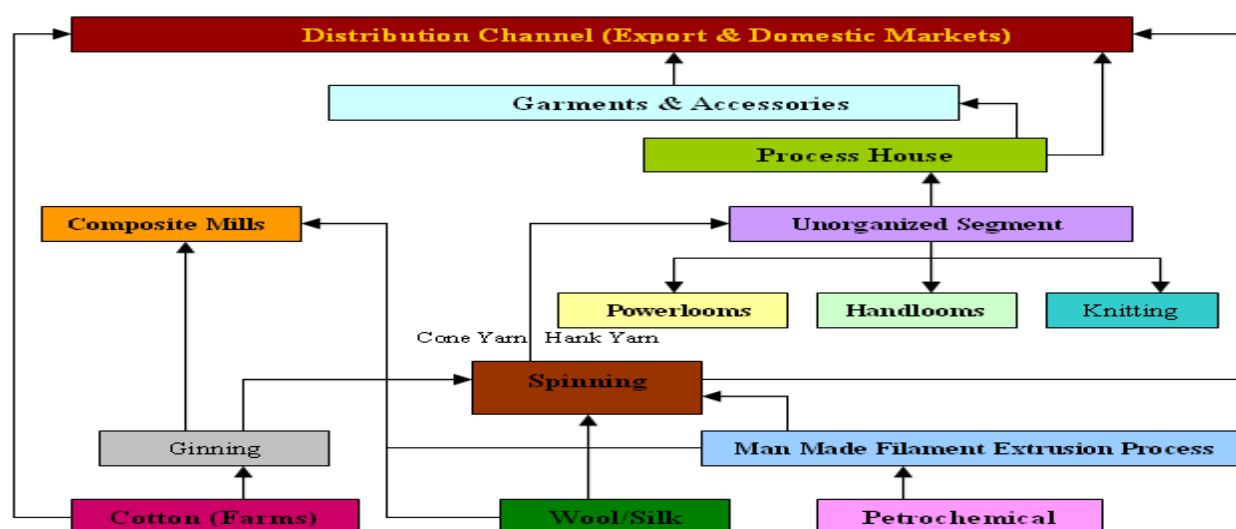 Distribution Channel (Export & Domestic Markets)
Garments & Accessories
Process House
Composite Mills
Unorganized Segment
Powerlooms
Handlooms
Knitting
Cone Yarn
Hank Yarn
Spinning
Ginning
Man Made Filament Extrusion Process
Cotton (Farms)
Wool/Silk
Petrochemical